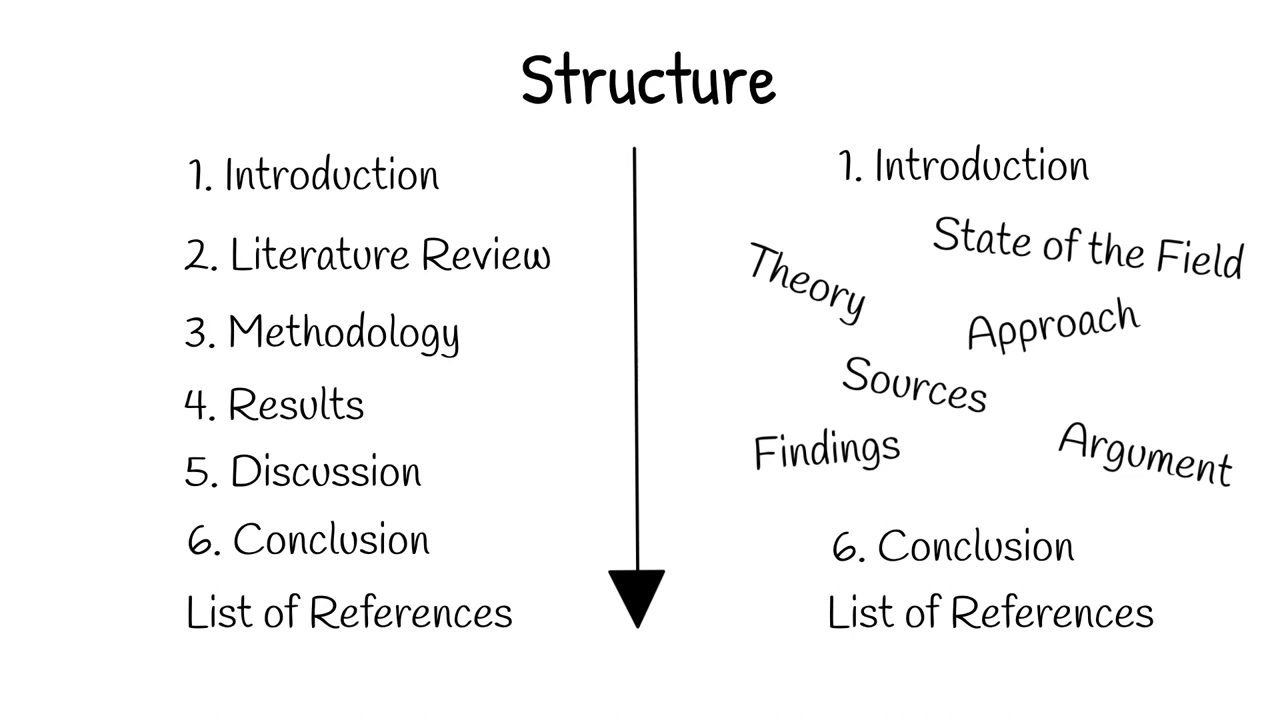 Structure
1. Introduction
2. Literature Review
3. Methodology
4. Results
5. Discussion
6. Conclusion
List of References
1. Introduction
State of the Field
Theory
Approach
Sources
Findings
Argument
6. Conclusion
List of References